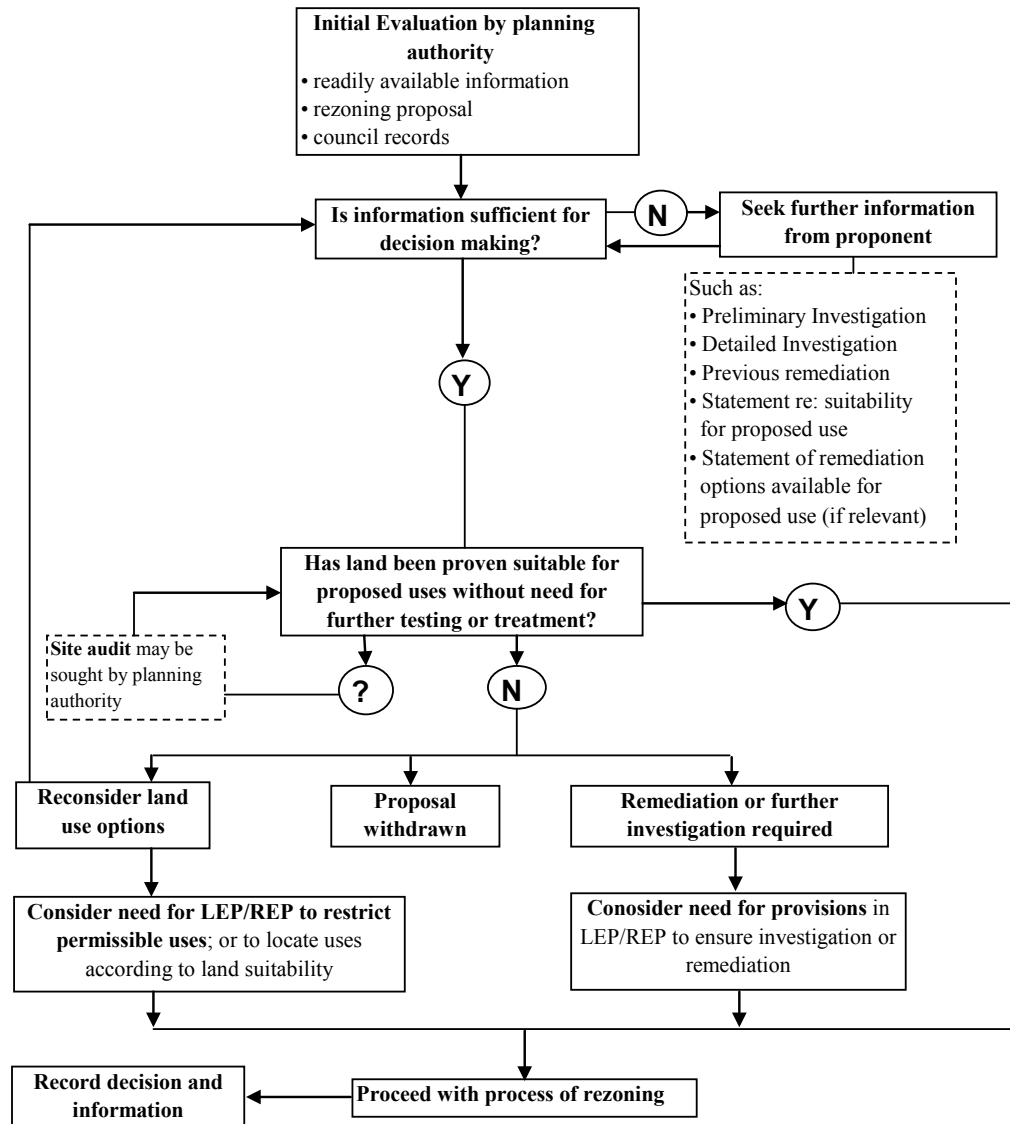 Initial Evaluation by planning
authority
• readily available information
• rezoning proposal
• council records
Is information sufficient for
decision making?
N
Seek further information
from proponent
Such as:
• Preliminary Investigation
• Detailed Investigation
• Previous remediation
• Statement re: suitability
for proposed use
• Statement of remediation
options available for
proposed use (if relevant)
Y
Has land been proven suitable for
proposed uses without need for
further testing or treatment?
Y
Site audit may be
sought by planning
authority
?
N
Reconsider land
use options
Proposal
withdrawn
Remediation or further
investigation required
Consider need for LEP/REP to restrict
permissible uses; or to locate uses
according to land suitability
Conosider need for provisions in
LEP/REP to ensure investigation or
remediation
Record decision and
information
Proceed with process of rezoning